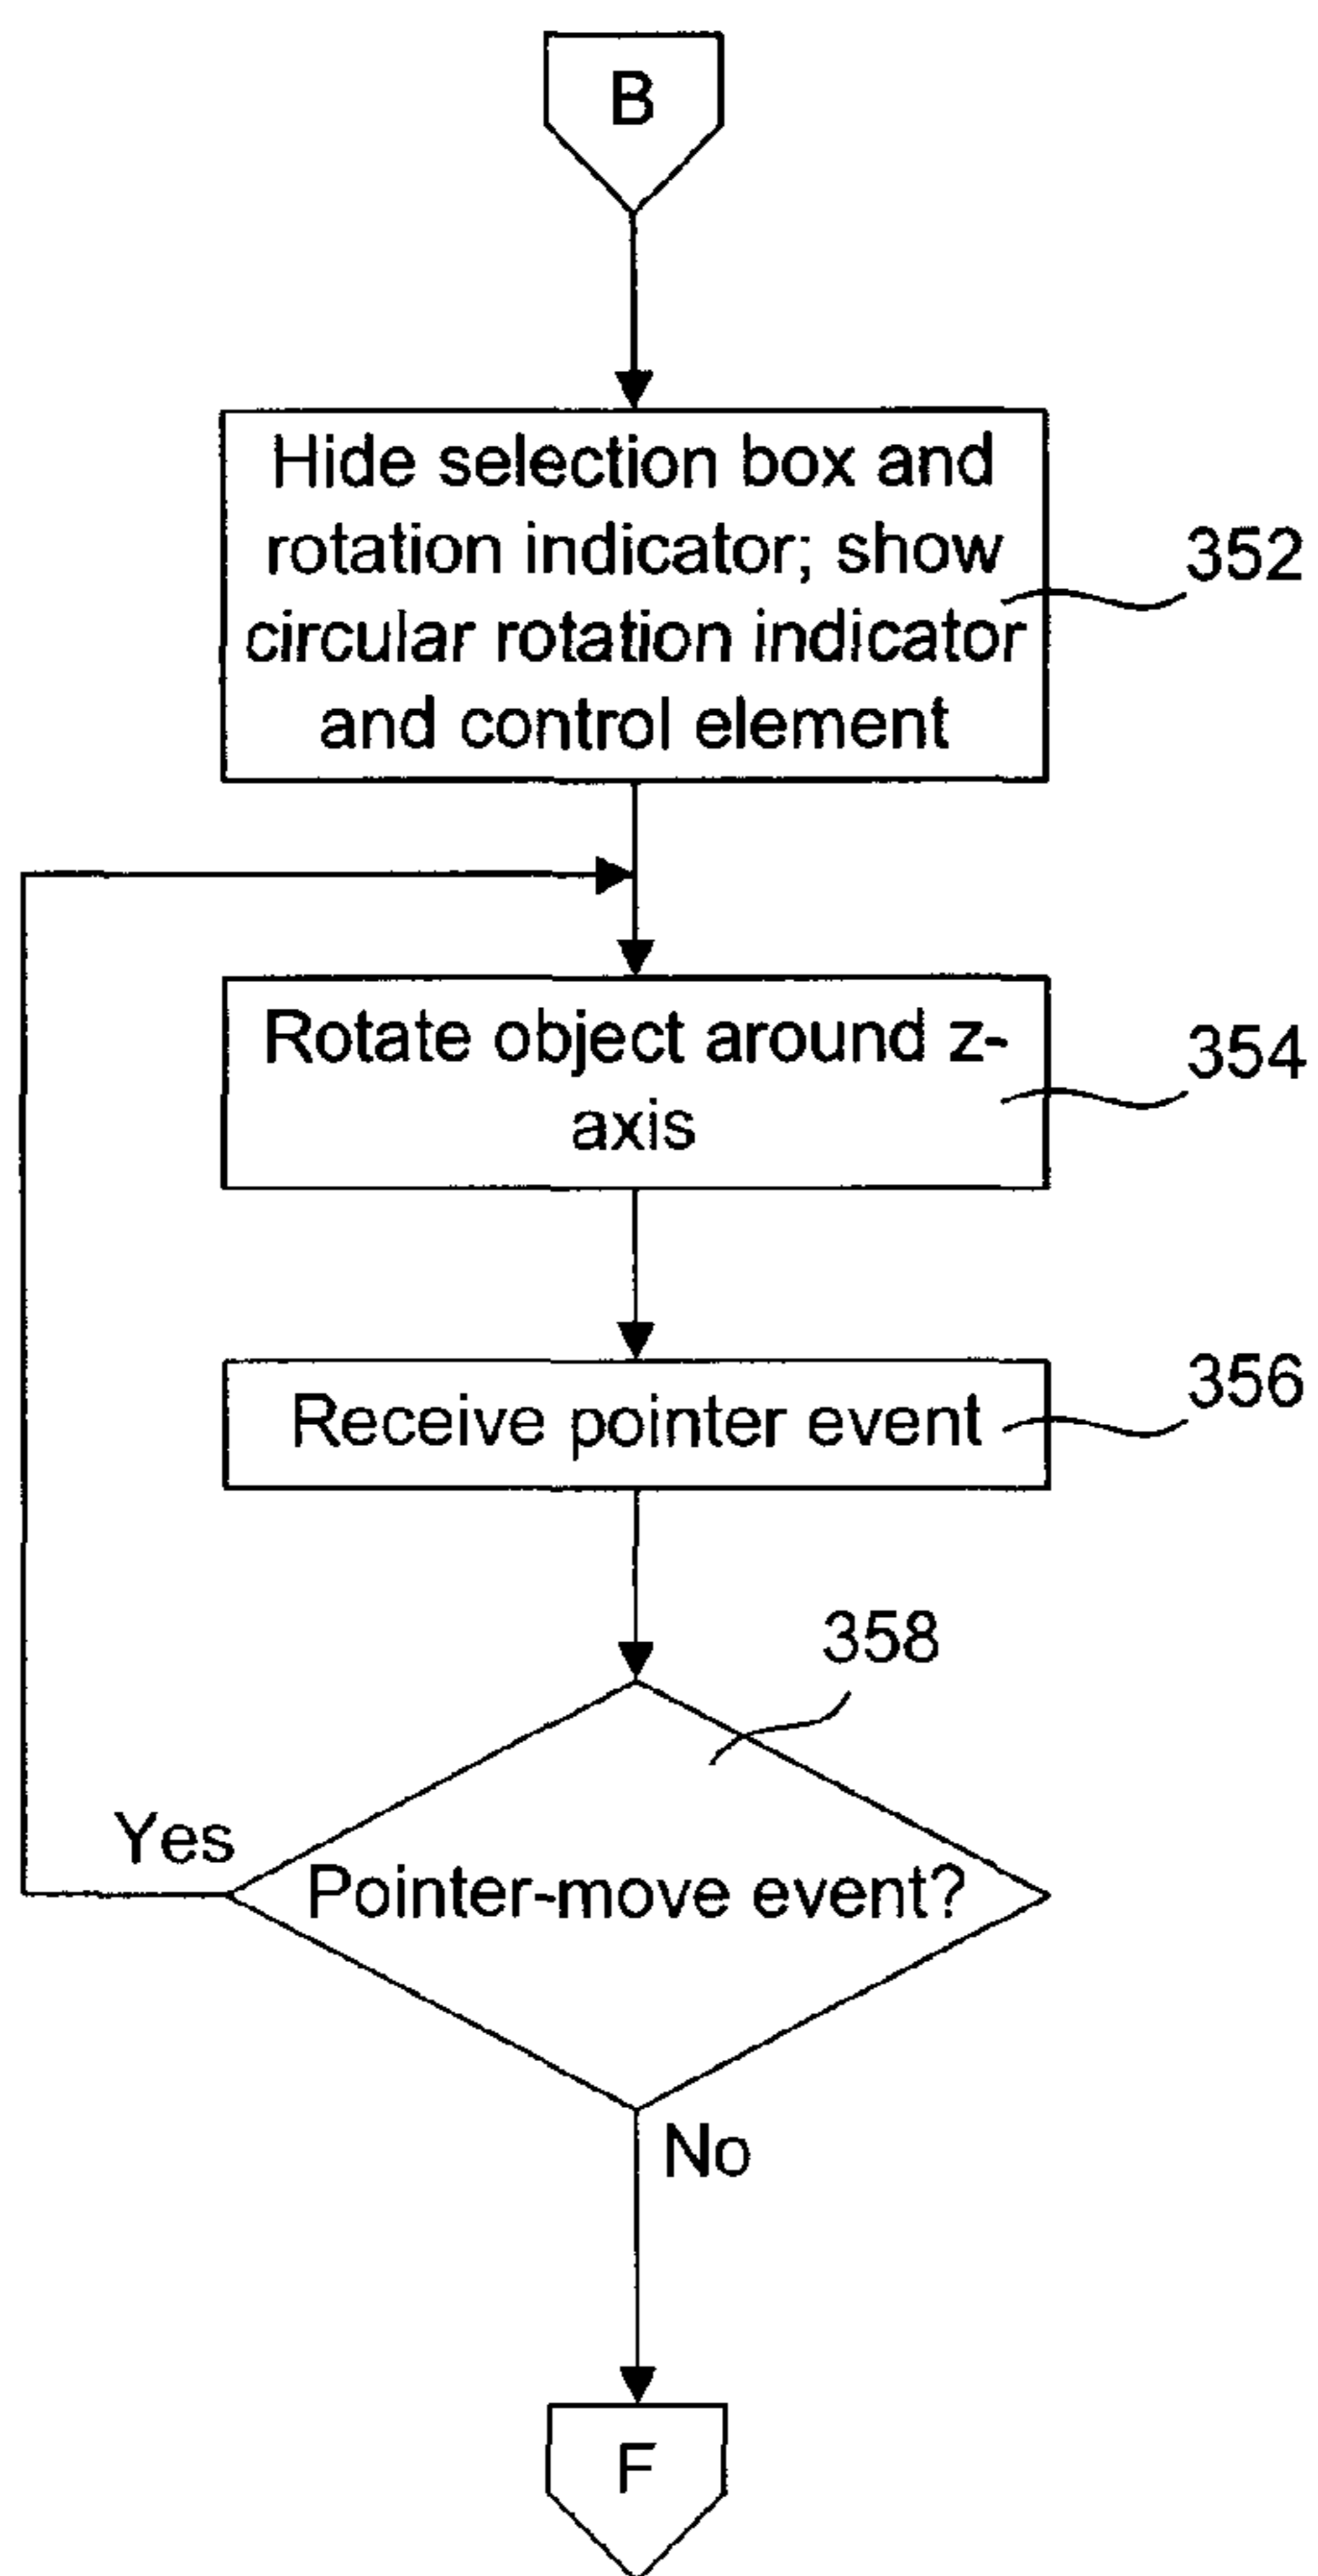 B
Hide selection box and
rotation indicator; show
circular rotation indicator
and control element
352
Rotate object around z-
axis
354
Receive pointer event
356
358
Yes
Pointer-move event?
No
F